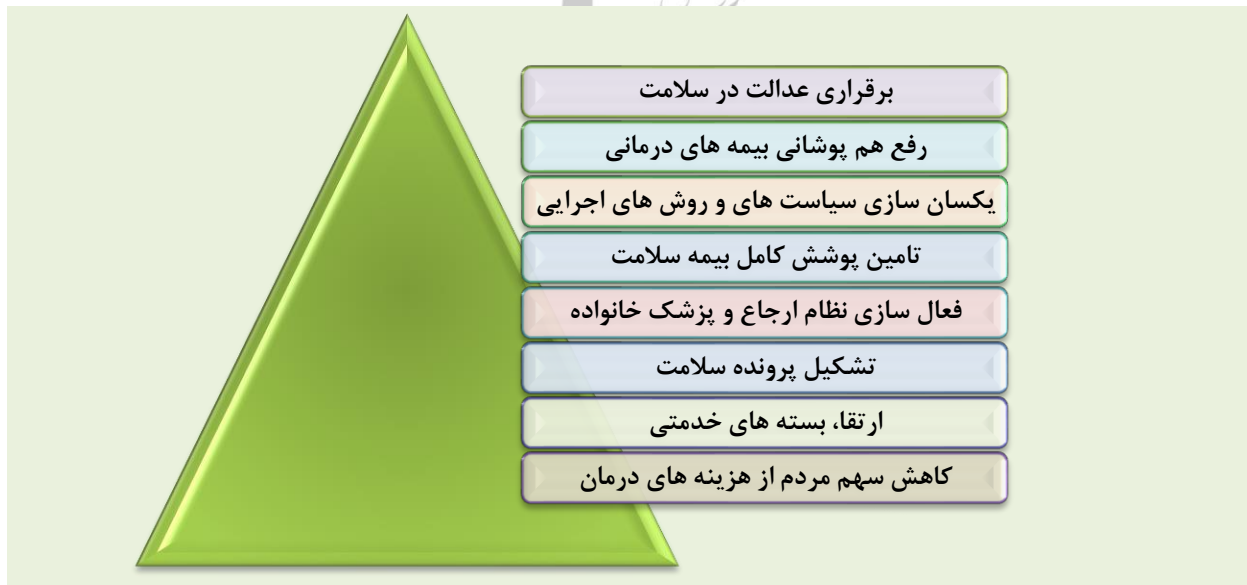 برقراری عدالت در سلامت
رفع هم پوشانی بیمه های درمانی
یکسان سازی سیاست های و روش های اجرایی
تامین پوشش کامل بیمه سلامت
فعال سازی نظام ارجاع و پزشک خانواده
تشکیل پرونده سلامت
ارتقا، بسته های خدمتی
کاهش سهم مردم از هزینه های درمان